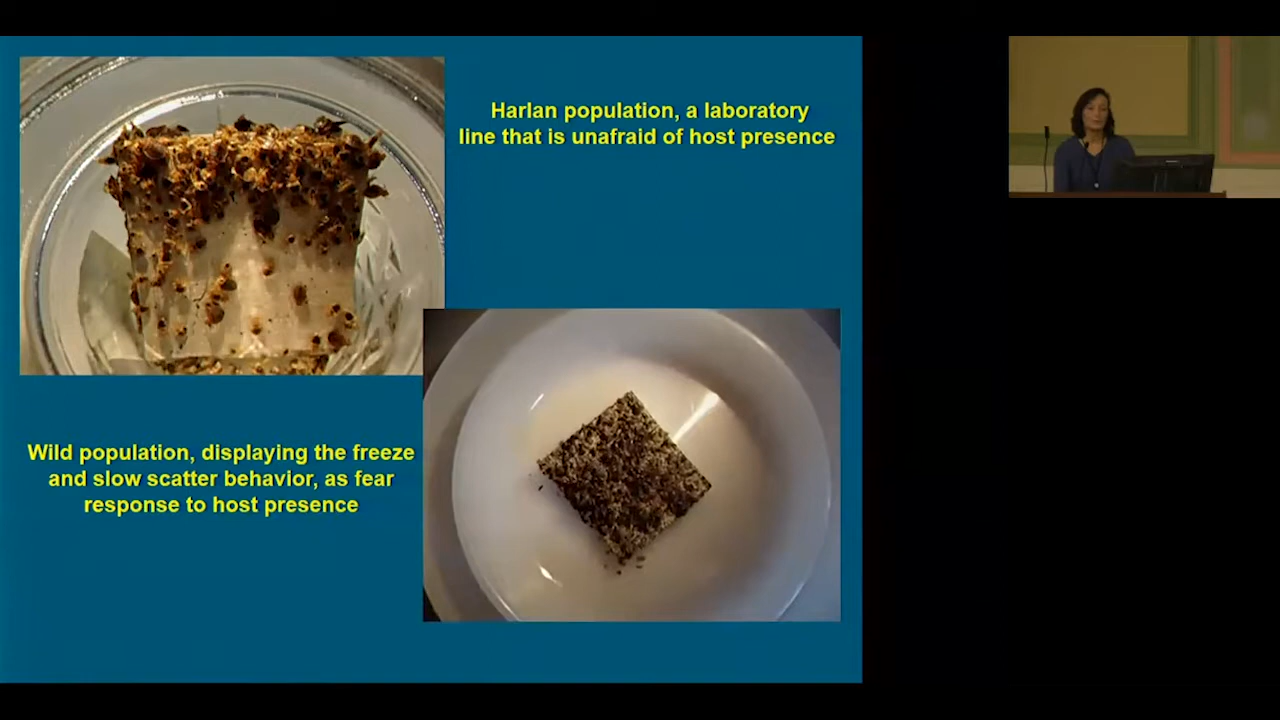 Harlan population, a laboratory
line that is unafraid of host presence
Wild population, displaying the freeze
and slow scatter behavior, as fear
response to host presence